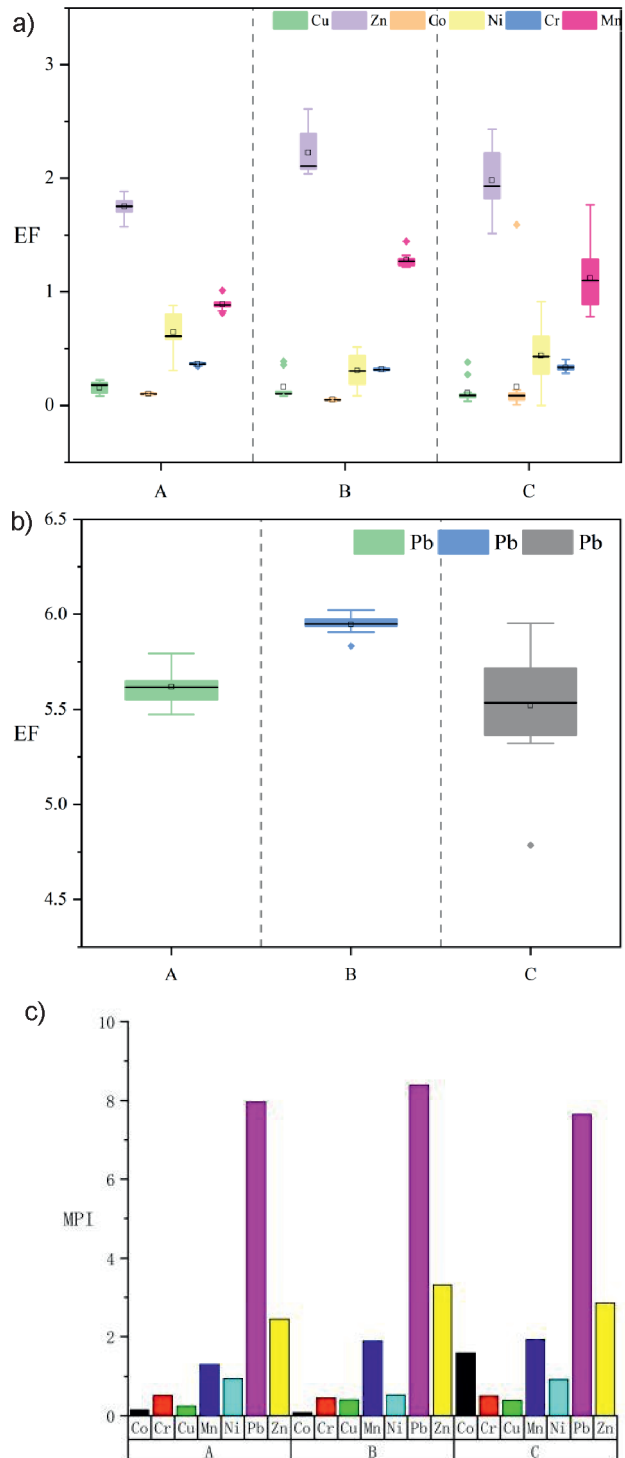 a)
Cu Zn Co Ni Cr Mn
3
2
EF
1
0
A B C
b)
6.5
Pb Pb Pb
6.0
5.5
EF
5.0
4.5
A B C
c)
10
8
6
MPI
4
2
0
Co Cr Cu Mn Ni Pb Zn Co Cr Cu Mn Ni Pb Zn Co Cr Cu Mn Ni Pb Zn
A B C